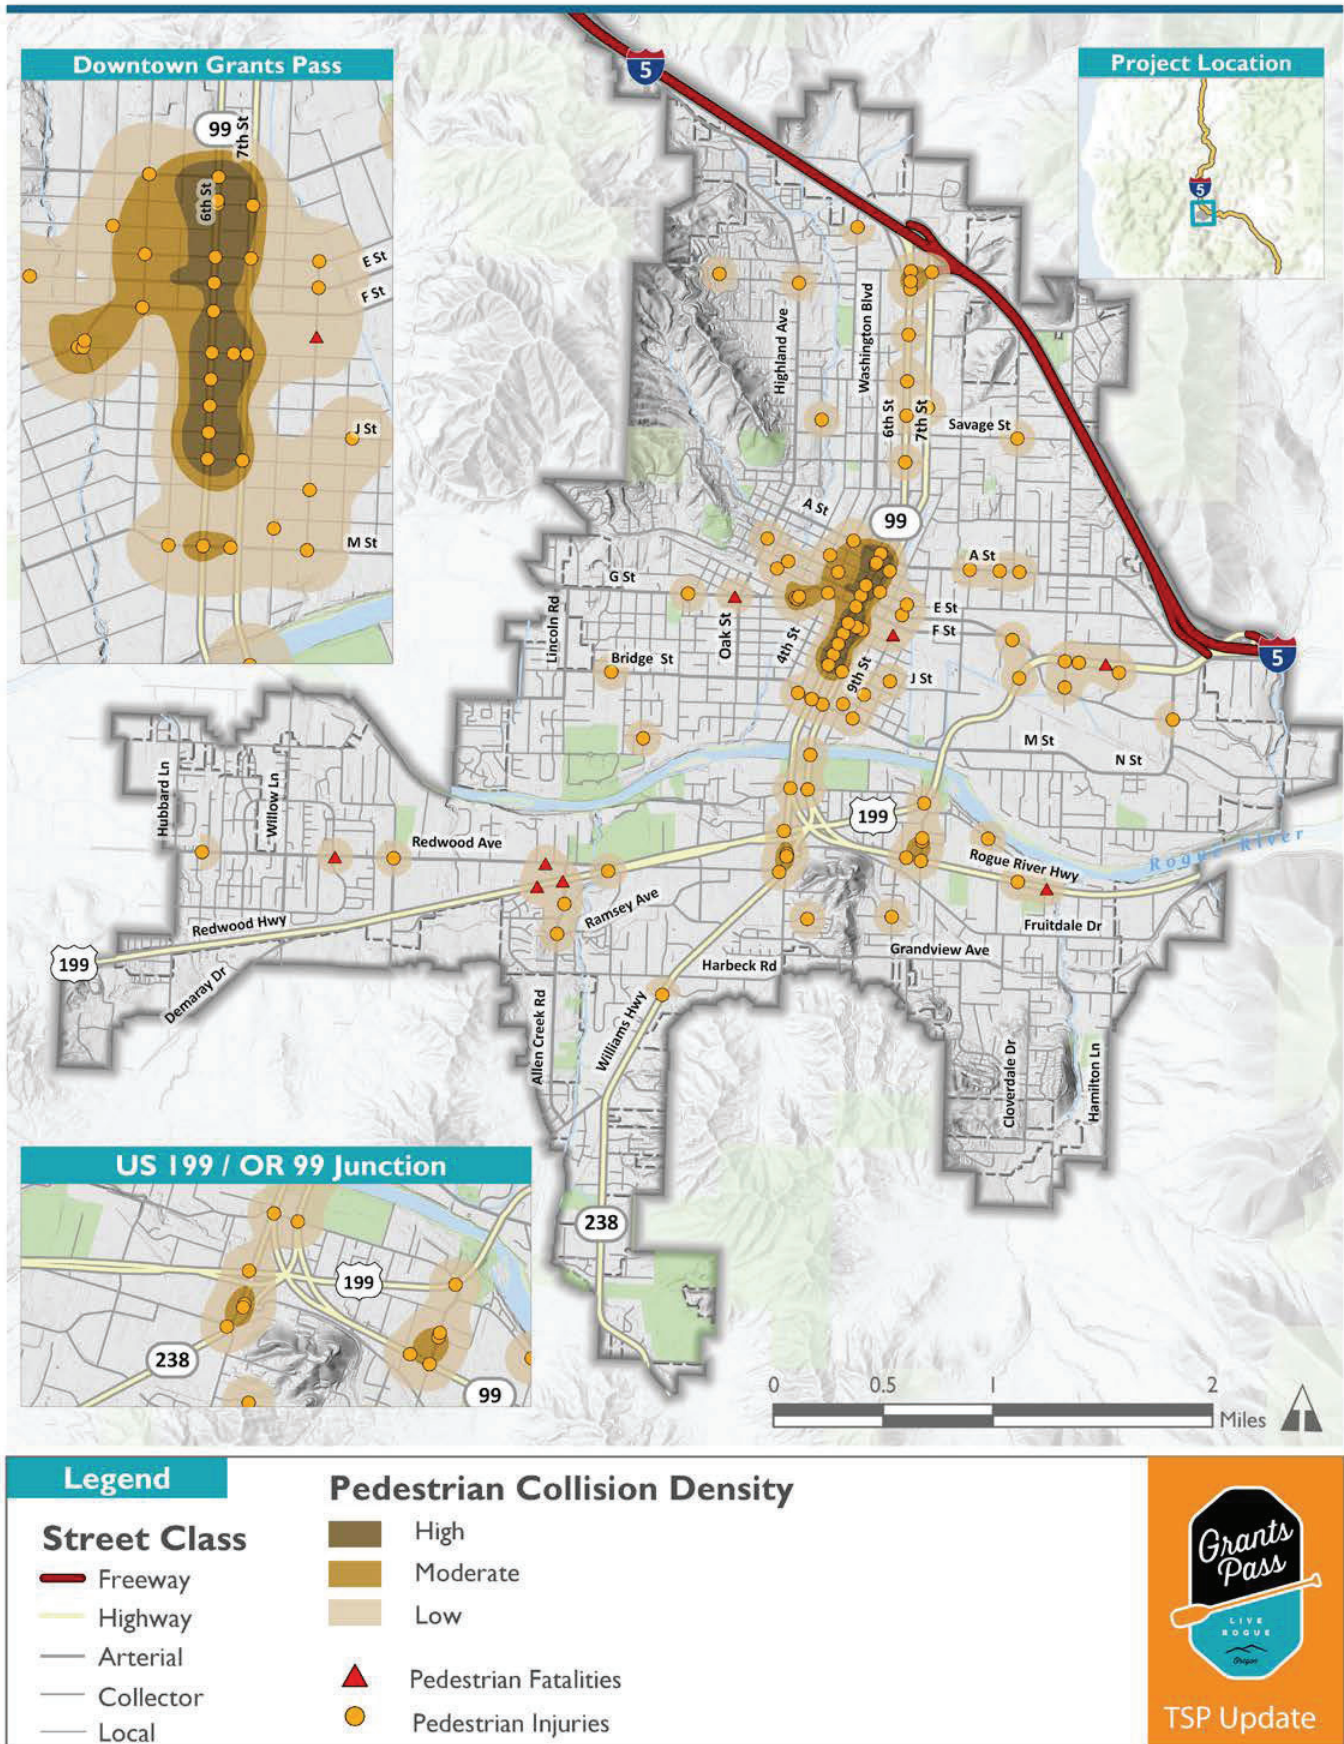 Downtown Grants Pass
99
7th St
6th St
E St
F St
J St
M St
5
Project Location
5
Highland Ave
Washington Blvd
6th St
7th St
Savage St
A St
99
A St
G St
Lincoln Rd
Oak St
4th St
E St
F St
9th St
Bridge St
J St
5
M St
N St
Hubbard Ln
Willow Ln
Redwood Ave
199
Rogue River
Rogue River Hwy
Ramsey Ave
Redwood Hwy
Fruitdale Dr
199
Grandview Ave
Harbeck Rd
Demaray Dr
Allen Creek Rd
Williams Hwy
Cloverdale Dr
Hamilton Ln
238
US 199 / OR 99 Junction
199
238
99
0 0.5 1 2
Miles
Legend
Street Class
Freeway
Highway
Arterial
Collector
Local
Pedestrian Collision Density
High
Moderate
Low
Pedestrian Fatalities
Pedestrian Injuries
Grants
Pass
LIVE
ROGUE
Oregon
TSP Update